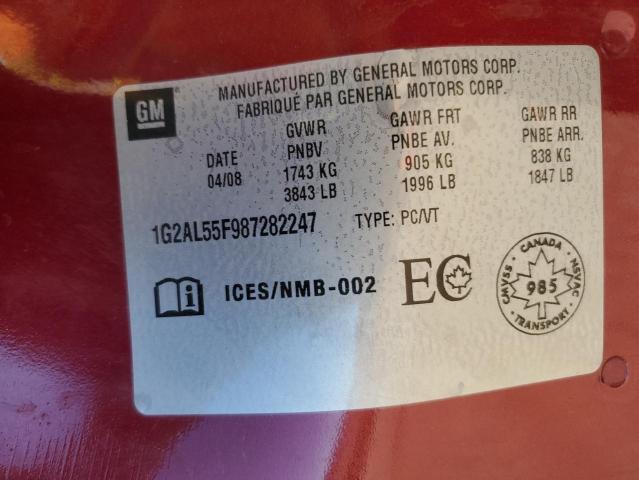 GM
MANUFACTURED BY GENERAL MOTORS CORP.
FABRIQUÉ PAR GENERAL MOTORS CORP.
DATE
04/08
GVWR
PNBV
1743 KG
3843 LB
GAWR FRT
PNBE AV.
905 KG
1996 LB
GAWR RR
PNBE ARR.
838 KG
1847 LB
1G2AL55F987282247 TYPE: PC/VT
i ICES/NMB-002 EC
CANADA
CMVSS 985 NSVAC
TRANSPORT